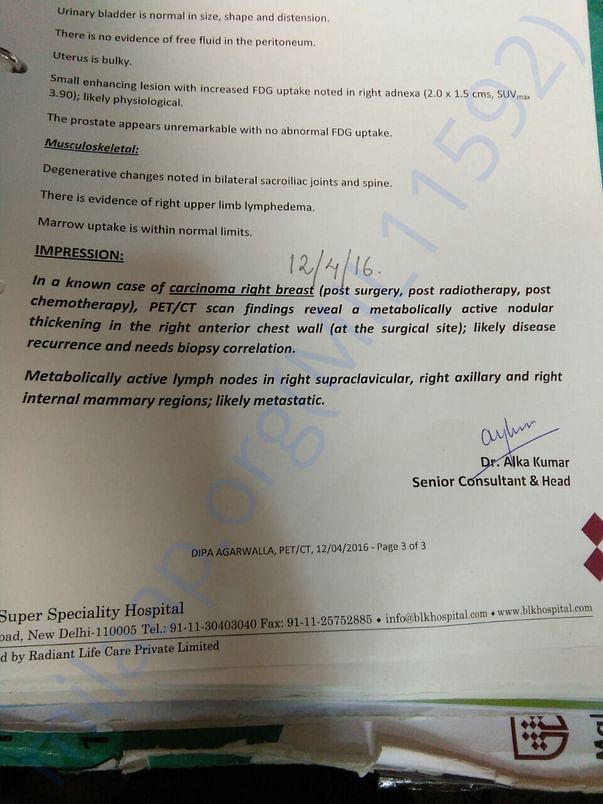 Urinary bladder is normal in size, shape and distension.
There is no evidence of free fluid in the peritoneum.
Uterus is bulky.
Small enhancing lesion with increased FDG uptake noted in right adnexa (2.0 x 1.5 cms, SUVmax
3.90); likely physiological.
The prostate appears unremarkable with no abnormal FDG uptake.
Musculoskeletal:
Degenerative changes noted in bilateral sacroiliac joints and spine.
There is evidence of right upper limb lymphedema.
Marrow uptake is within normal limits.
IMPRESSION:
12/4/16.
In a known case of carcinoma right breast (post surgery, post radiotherapy, post
chemotherapy), PET/CT scan findings reveal a metabolically active nodular
thickening in the right anterior chest wall (at the surgical site); likely disease
recurrence and needs biopsy correlation.
Metabolically active lymph nodes in right supraclavicular, right axillary and right
internal mammary regions; likely metastatic.
Dr. Alka Kumar
Senior Consultant & Head
DIPA AGARWALLA, PET/CT, 12/04/2016 - Page 3 of 3
Super Speciality Hospital
oad, New Delhi-110005 Tel.: 91-11-30403040 Fax: 91-11-25752885 • info@blkhospital.com • www.blkhospital.com
d by Radiant Life Care Private Limited
milaap.org(MIL11592)